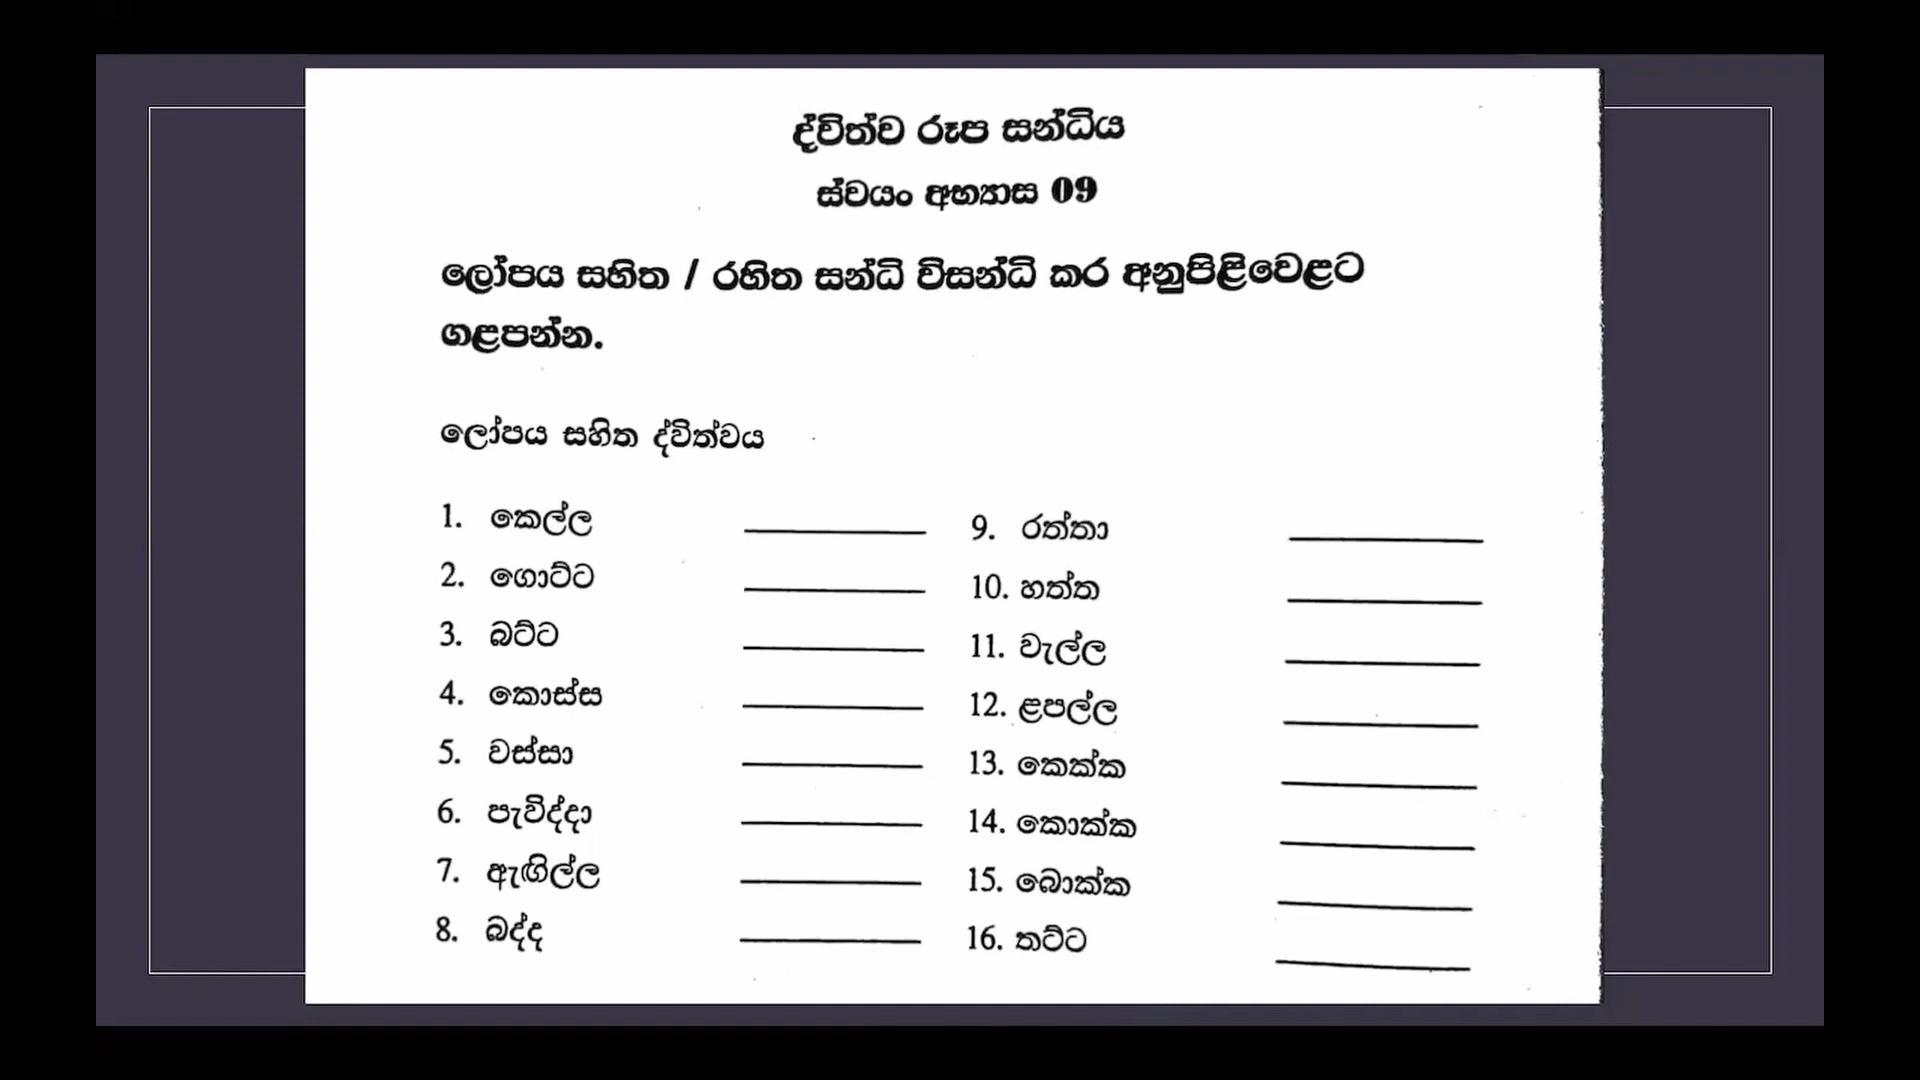 ද්විත්ව රූප සන්ධිය
ස්වයං අභ්‍යාස 09
ලෝපය සහිත / රහිත සන්ධි විසන්ධි කර අනුපිළිවෙළට
ගළපන්න.
ලෝපය සහිත ද්විත්වය
1. කෙල්ල
2. ගොට්ට
3. බට්ට
4. කොස්ස
5. වස්සා
6. පැවිද්දා
7. ඇඟිල්ල
8. බද්ද
9. රත්තා
10. හත්ත
11. වැල්ල
12. ළපල්ල
13. කෙක්ක
14. කොක්ක
15. බොක්ක
16. තට්ට